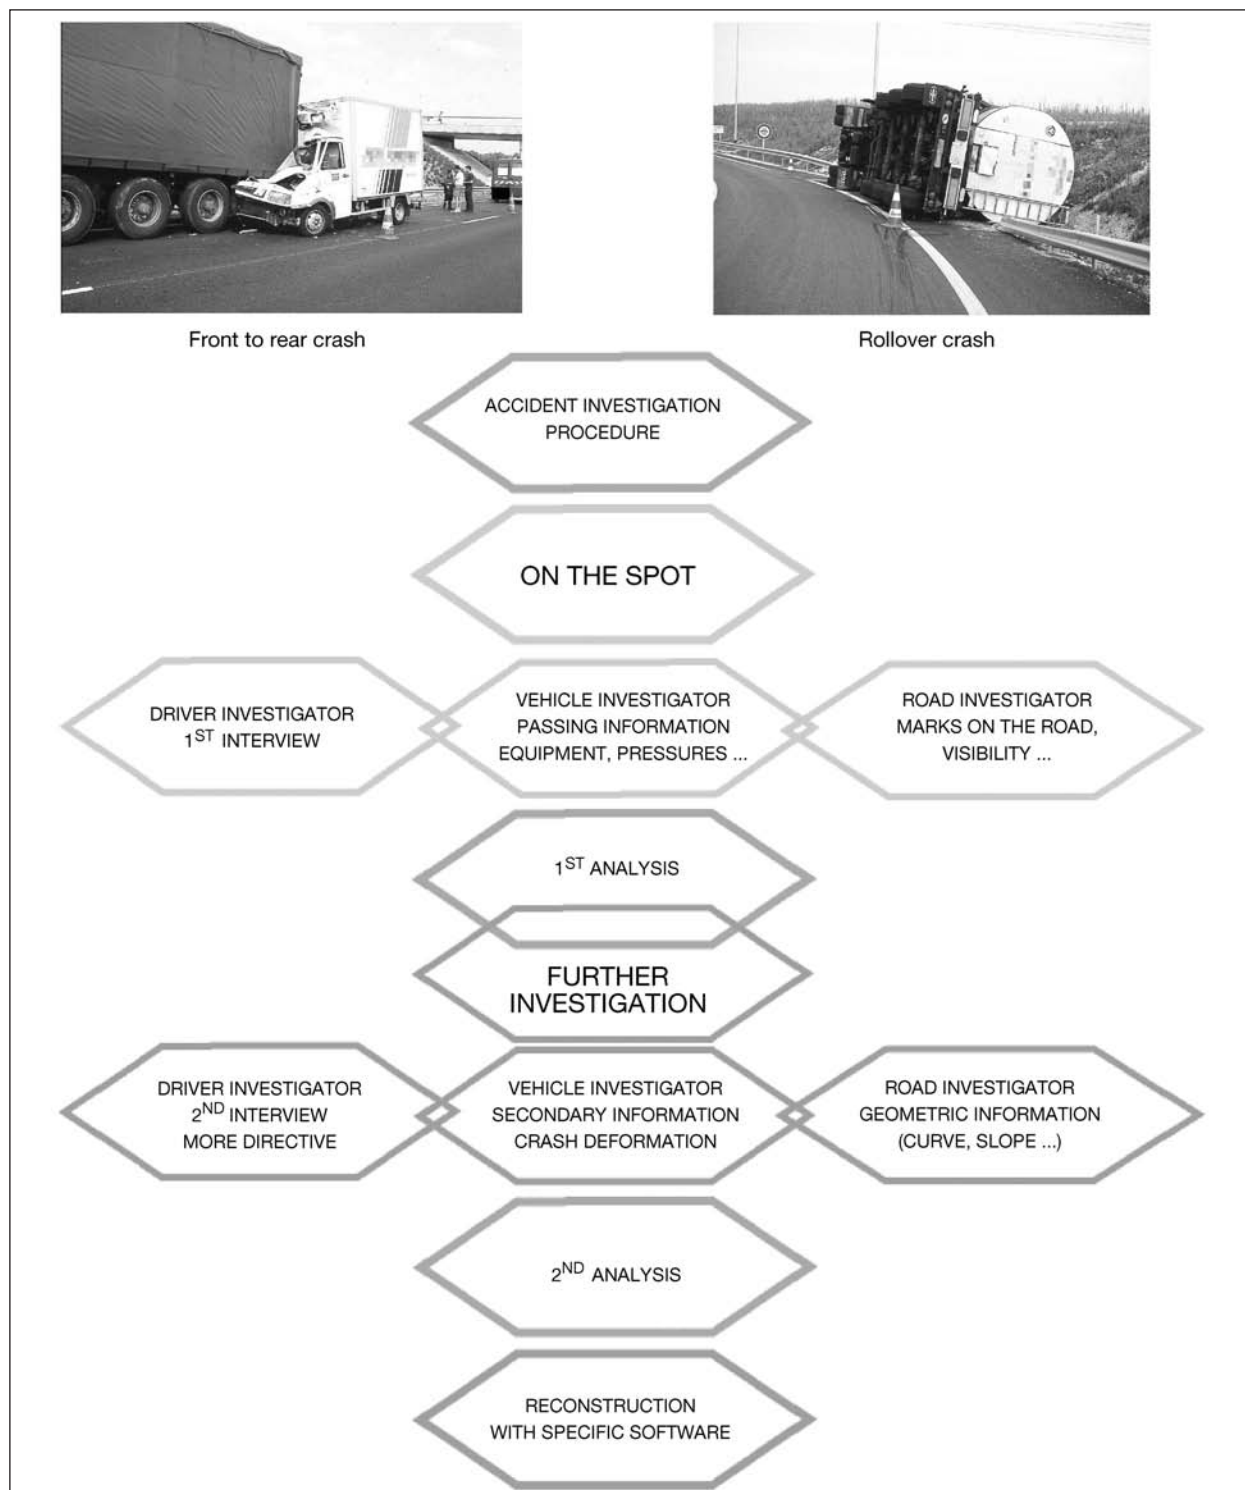 Front to rear crash
Rollover crash
ACCIDENT INVESTIGATION
PROCEDURE
ON THE SPOT
DRIVER INVESTIGATOR
1ST INTERVIEW
VEHICLE INVESTIGATOR
PASSING INFORMATION
EQUIPMENT, PRESSURES ...
ROAD INVESTIGATOR
MARKS ON THE ROAD,
VISIBILITY ...
1ST ANALYSIS
FURTHER
INVESTIGATION
DRIVER INVESTIGATOR
2ND INTERVIEW
MORE DIRECTIVE
VEHICLE INVESTIGATOR
SECONDARY INFORMATION
CRASH DEFORMATION
ROAD INVESTIGATOR
GEOMETRIC INFORMATION
(CURVE, SLOPE ...)
2ND ANALYSIS
RECONSTRUCTION
WITH SPECIFIC SOFTWARE